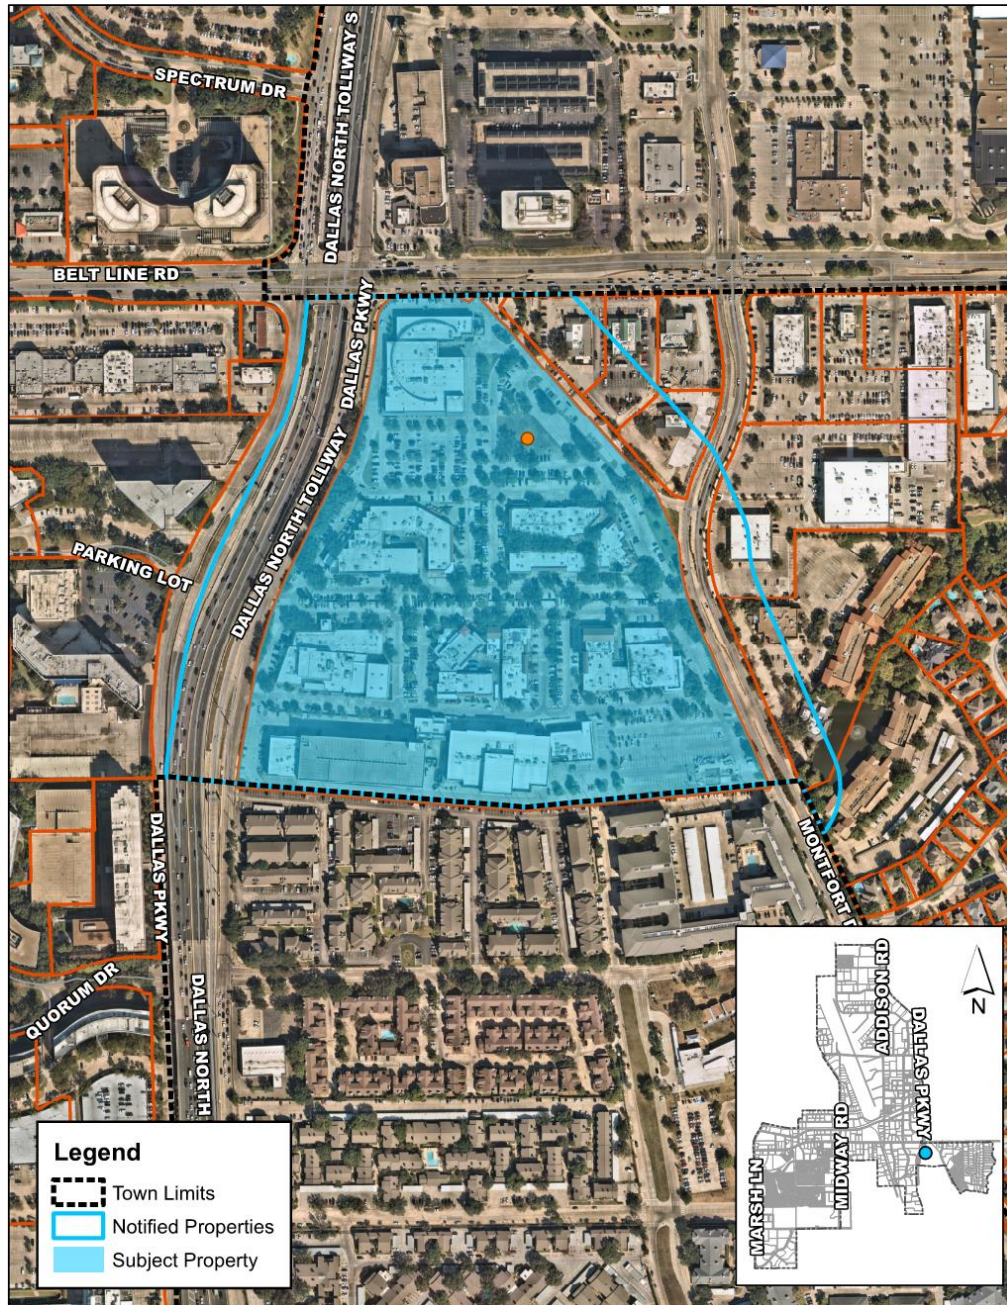 SPECTRUM DR
DALLAS NORTH TOLLWAY S
BELT LINE RD
DALLAS PKWY
DALLAS NORTH TOLLWAY
PARKING LOT
DALLAS PKWY
MONTFORT
QUORUM DR
DALLAS NORTH
Legend
Town Limits
Notified Properties
Subject Property
ADDISON RD
DALLAS PKWY
MIDWAY RD
MARSH LN
N